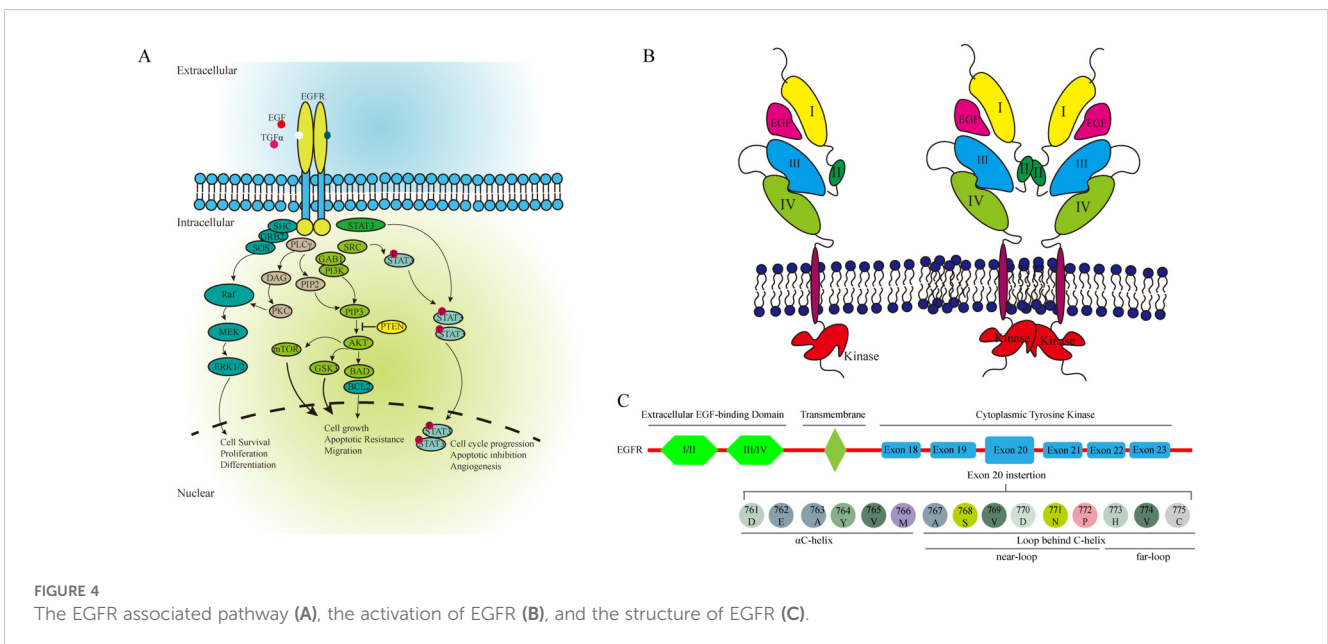 A
Extracellular
EGFR
EGF
TGFα
Intracellular
SHC
GRB2
SOS
PLCγ
STAT3
SRC
GAB1
PI3K
STAT3
DAG
PIP2
Raf
PKC
PIP3
PTEN
STAT3
STAT3
MEK
AKT
mTOR
GSK3
BAD
ERK1/2
BCL2
STAT3
STAT3
Cell Survival
Proliferation
Differentiation
Cell growth
Apoptotic Resistance
Migration
Cell cycle progression
Apoptotic inhibition
Angiogenesis
Nuclear
B
I
EGF
III
II
IV
Kinase
I
I
EGF
EGF
III
II
II
III
IV
IV
Kinase
Kinase
C
Extracellular EGF-binding Domain
Transmembrane
Cytoplasmic Tyrosine Kinase
EGFR
I/II
III/IV
Exon 18
Exon 19
Exon 20
Exon 21
Exon 22
Exon 23
Exon 20 instertion
761 762 763 764 765 766 767 768 769 770 771 772 773 774 775
D E A Y V M A S V D N P H V C
αC-helix
Loop behind C-helix
near-loop
far-loop
FIGURE 4
The EGFR associated pathway (A), the activation of EGFR (B), and the structure of EGFR (C).